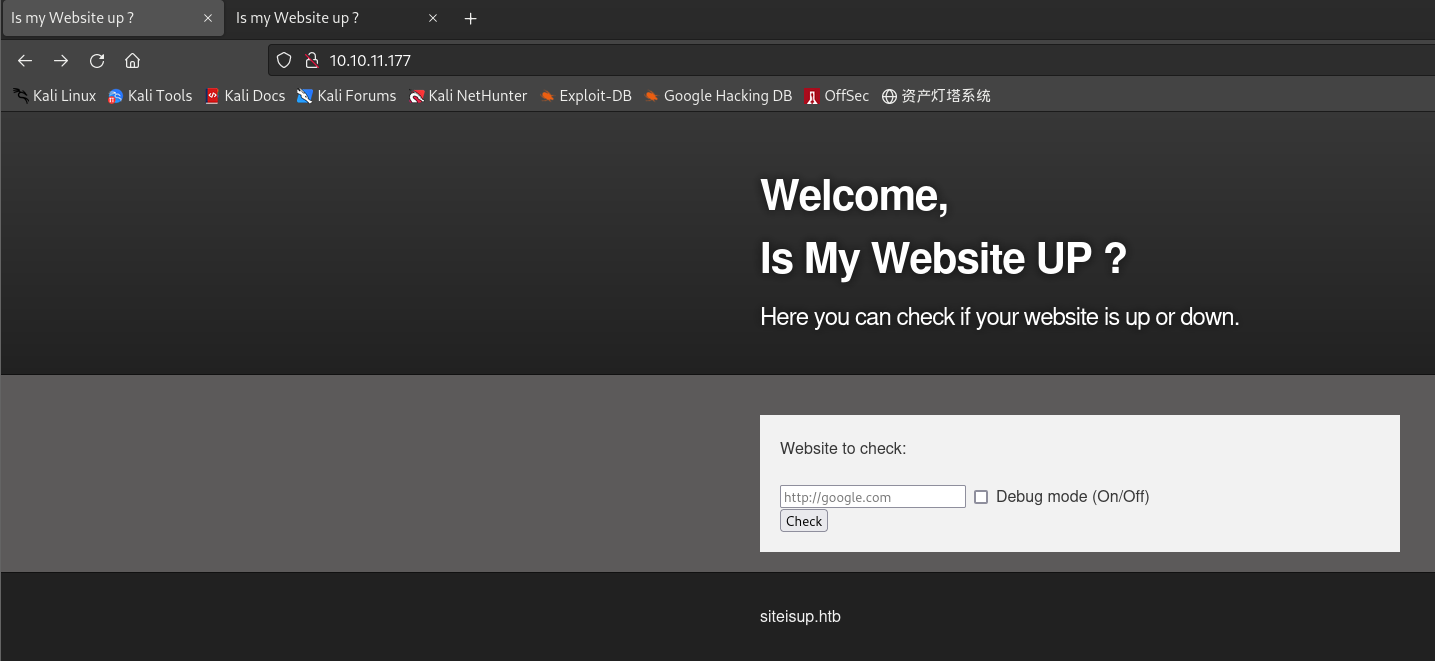 Is my Website up ?
Is my Website up ?
10.10.11.177
Kali Linux Kali Tools Kali Docs Kali Forums Kali NetHunter Exploit-DB Google Hacking DB OffSec 资产灯塔系统
Welcome,
Is My Website UP ?
Here you can check if your website is up or down.
Website to check:
http://google.com Debug mode (On/Off)
Check
siteisup.htb